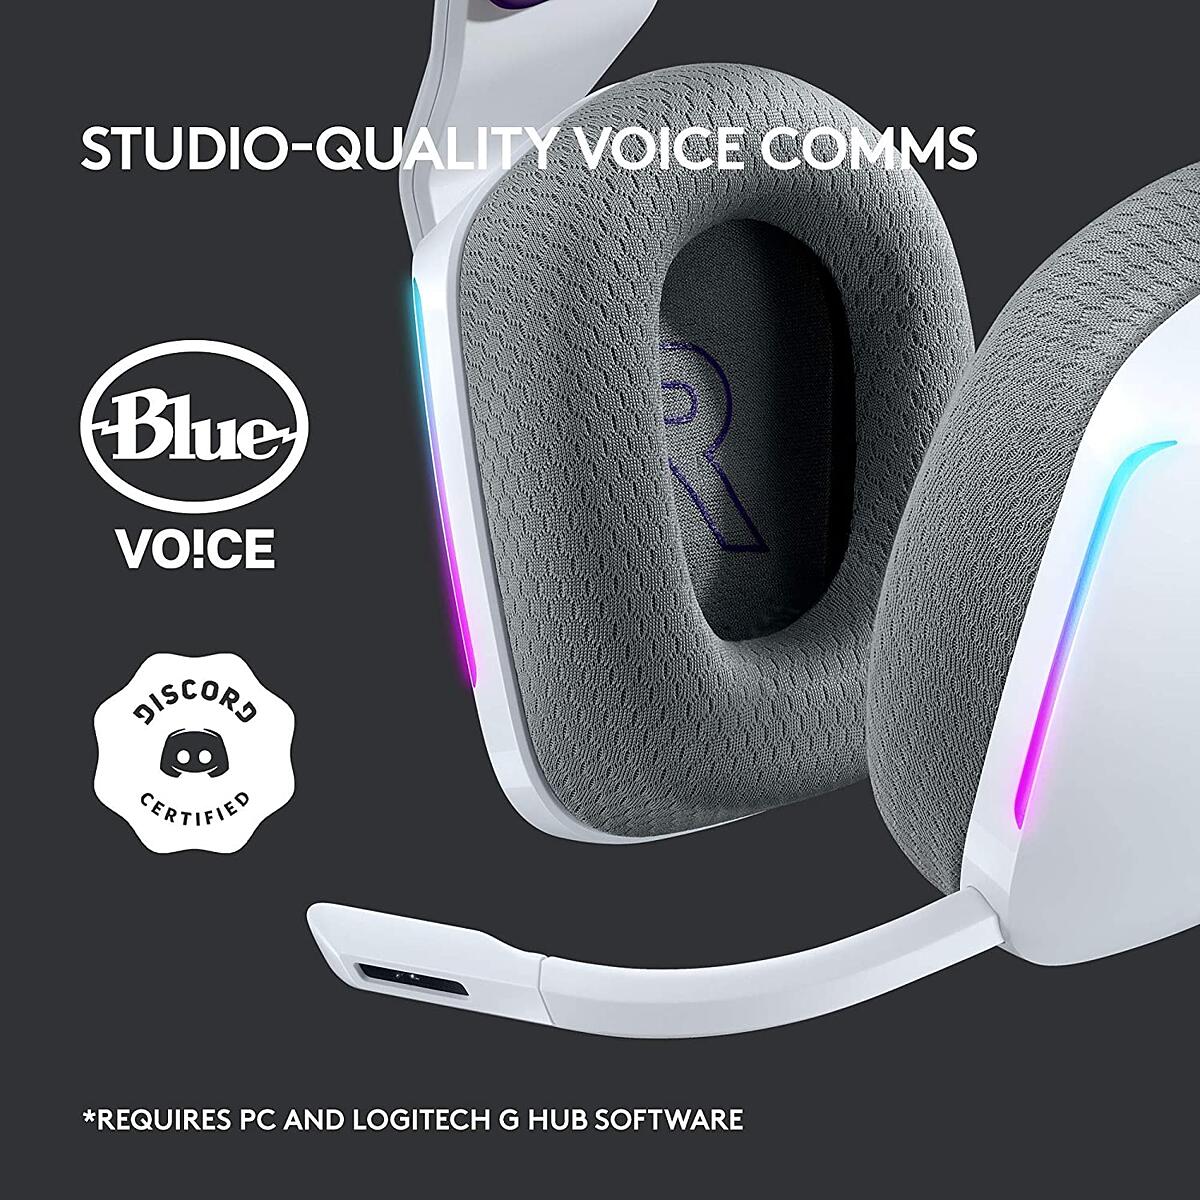 STUDIO-QUALITY VOICE COMMS
Blue
VO!CE
DISCORD
CERTIFIED
R
*REQUIRES PC AND LOGITECH G HUB SOFTWARE